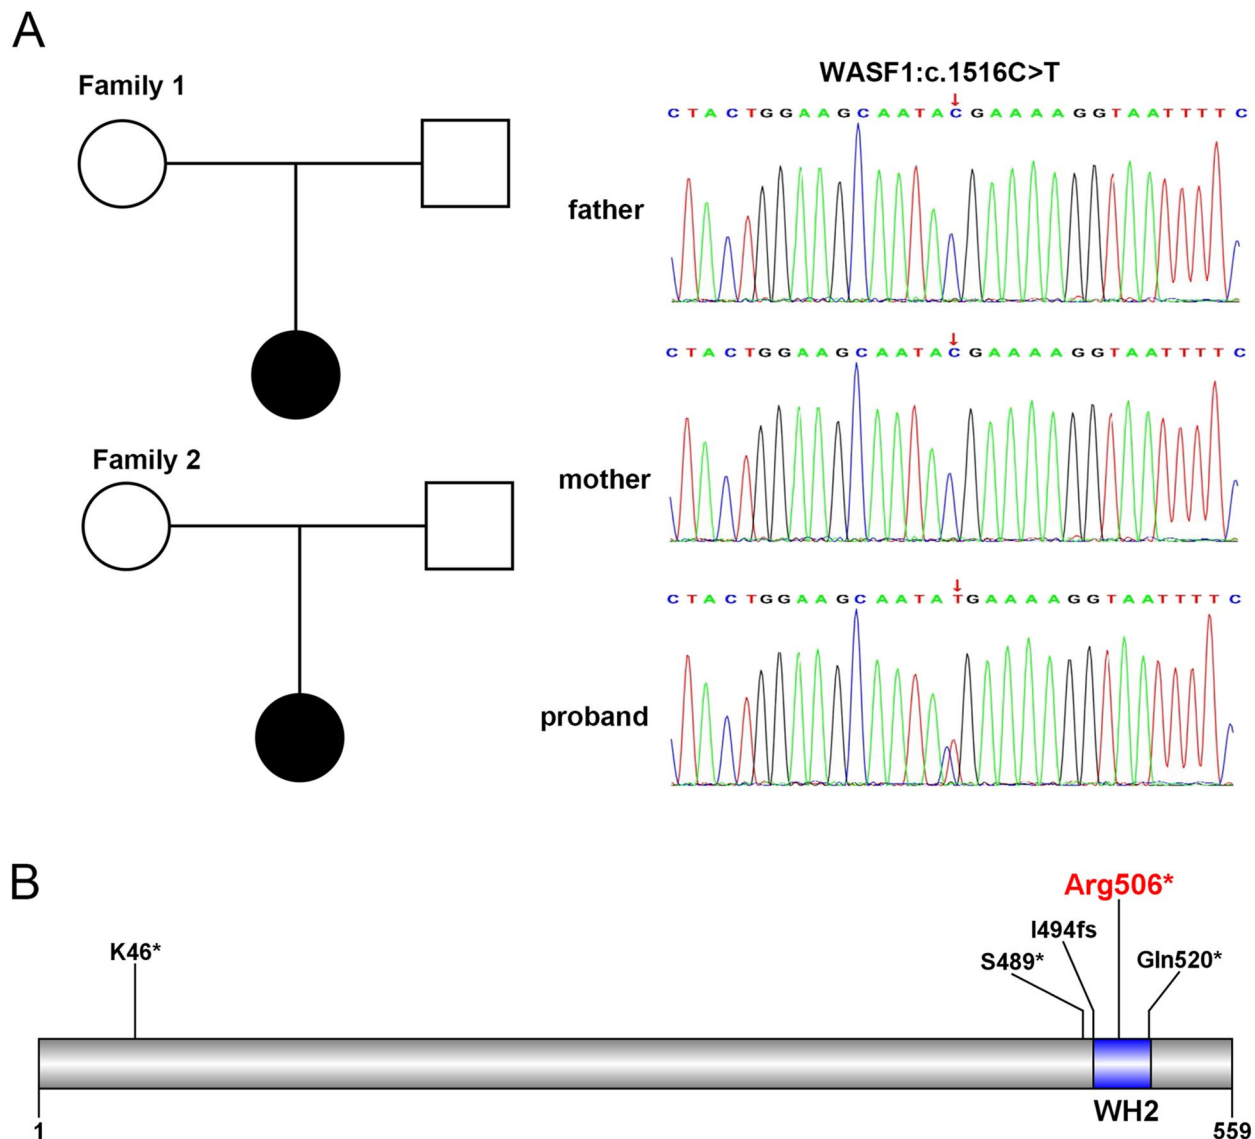 A
Family 1
WASF1:c.1516C>T
CTACTGGAAGCAATACGAAAAGGTAATTTTC
father
CTACTGGAAGCAATACGAAAAGGTAATTTTC
mother
Family 2
CTACTGGAAGCAATATGAAAAGGTAATTTTC
proband
B
Arg506*
K46*
I494fs
S489*
Gln520*
WH2
1
559